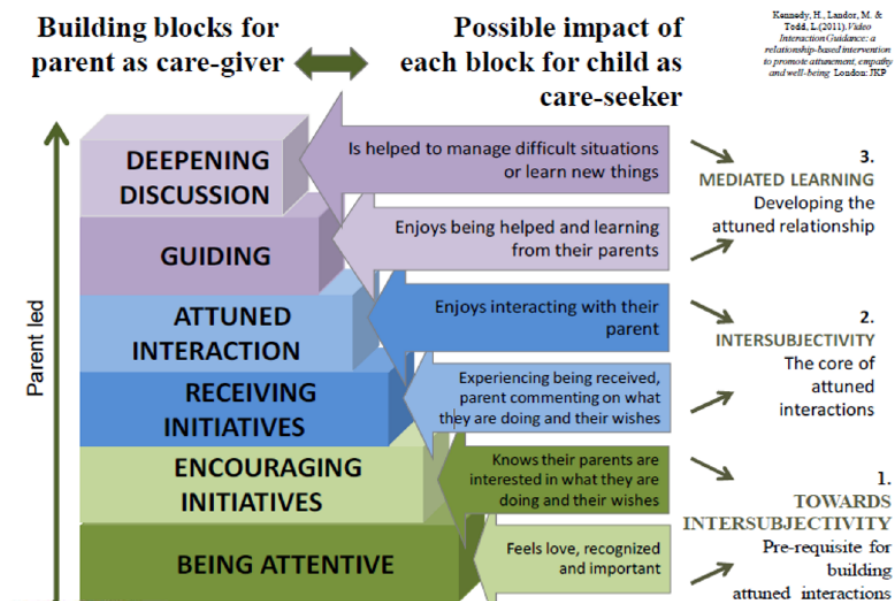 Building blocks for
parent as care-giver
Possible impact of
each block for child as
care-seeker
Kennedy, H., Landor, M. &
Todd, L.(2011). Video
Interaction Guidance: a
relationship-based intervention
to promote attunement, empathy
and well-being London: JKP
Parent led
DEEPENING
DISCUSSION
Is helped to manage difficult situations
or learn new things
GUIDING
Enjoys being helped and learning
from their parents
3.
MEDIATED LEARNING
Developing the
attuned relationship
ATTUNED
INTERACTION
Enjoys interacting with their
parent
RECEIVING
INITIATIVES
Experiencing being received,
parent commenting on what
they are doing and their wishes
2.
INTERSUBJECTIVITY
The core of
attuned
interactions
ENCOURAGING
INITIATIVES
Knows their parents are
interested in what they are
doing and their wishes
BEING ATTENTIVE
Feels love, recognized
and important
1.
TOWARDS
INTERSUBJECTIVITY
Pre-requisite for
building
attuned interactions